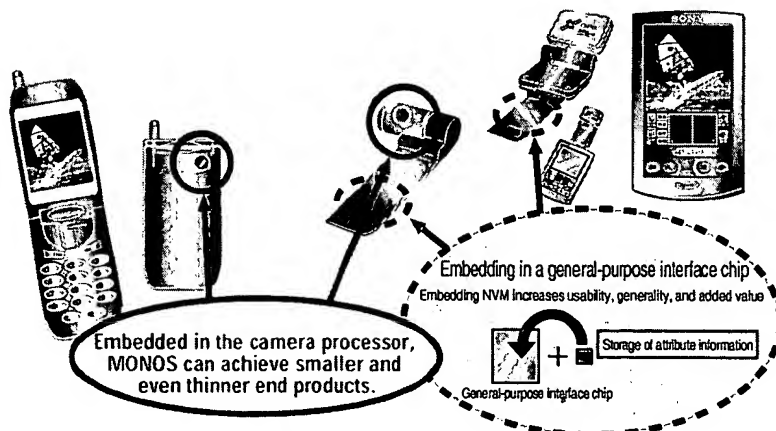 SONY
Embedding in a general-purpose interface chip
Embedding NVM increases usability, generality, and added value
Storage of attribute information
General-purpose interface chip
Embedded in the camera processor,
MONOS can achieve smaller and
even thinner end products.